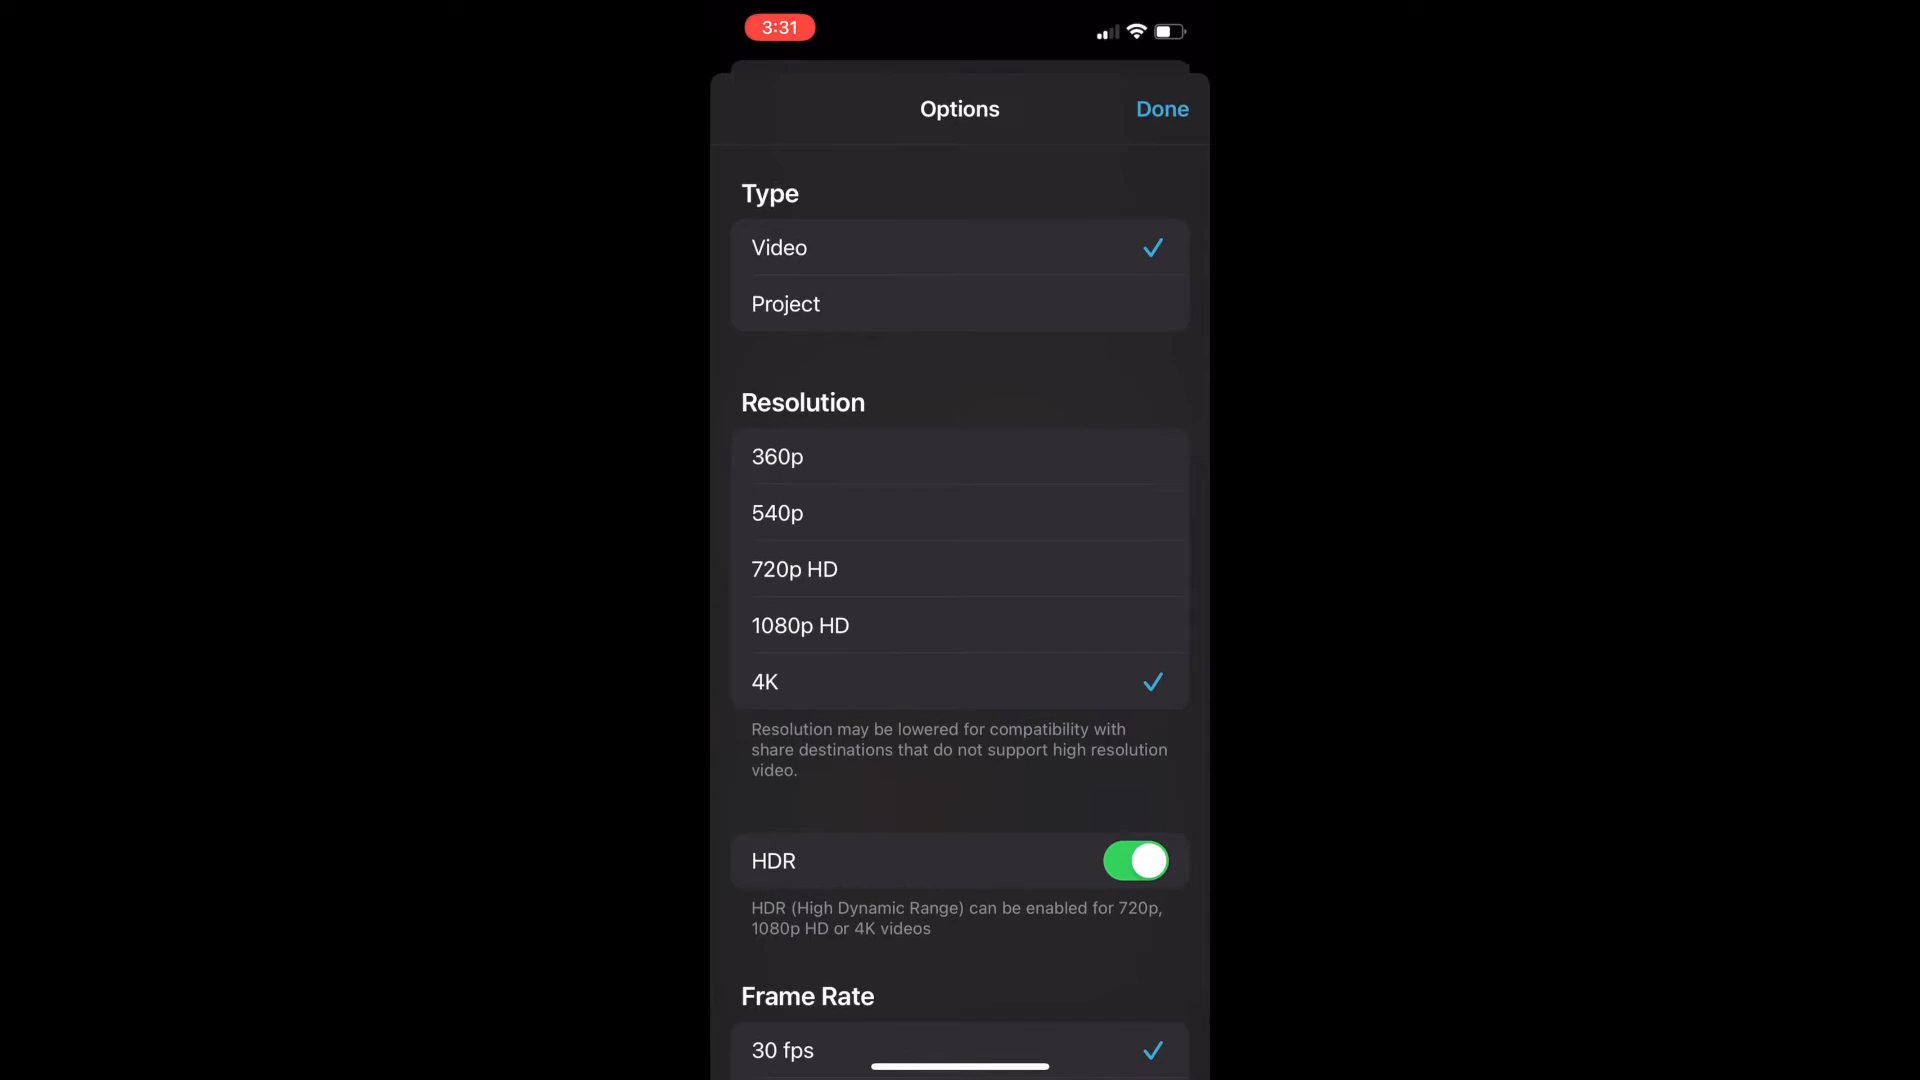 3:31
Options
Done
Type
Video
Project
Resolution
360p
540p
720p HD
1080p HD
4K
Resolution may be lowered for compatibility with
share destinations that do not support high resolution
video.
HDR
HDR (High Dynamic Range) can be enabled for 720p,
1080p HD or 4K videos
Frame Rate
30 fps